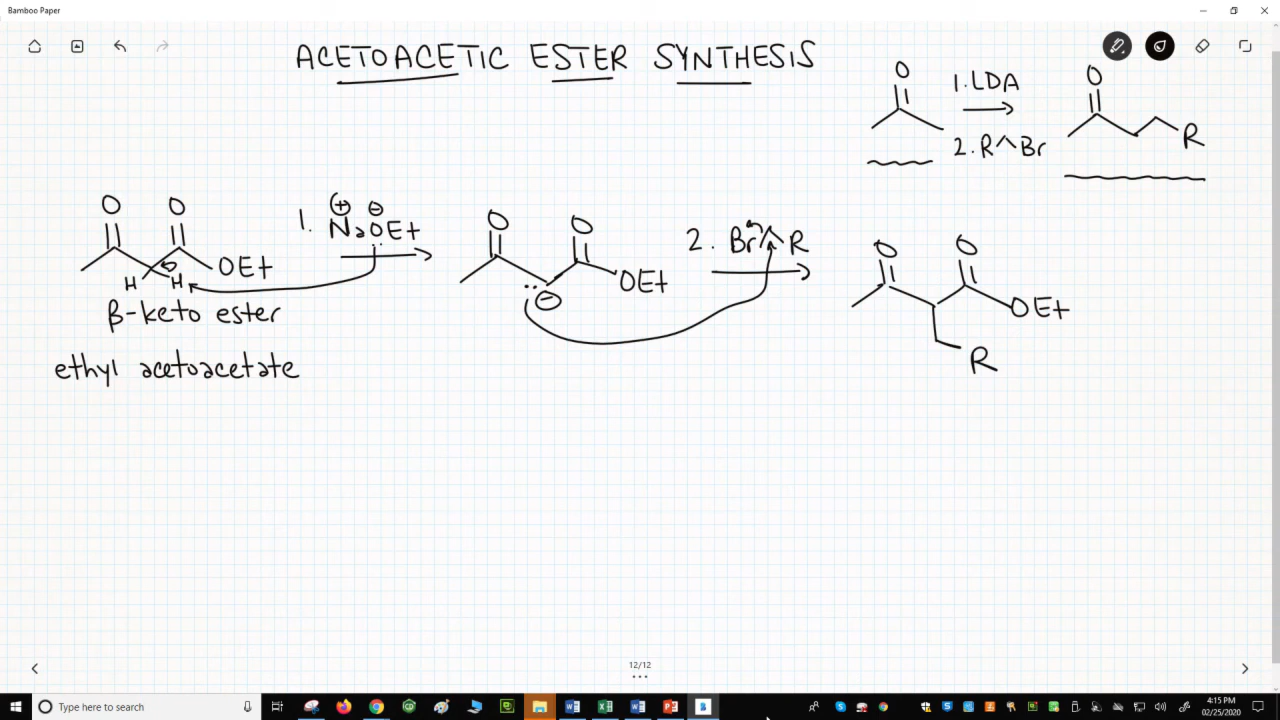 Bamboo Paper
ACETOACETIC ESTER SYNTHESIS
O
1. LDA
2. R^Br
O
R
O O
OEt
H H
β-keto ester
ethyl acetoacetate
1. NaOEt
+ −
O O
OEt
−
2. Br^R
O O
OEt
R
12/12
Type here to search
4:15 PM
02/25/2020